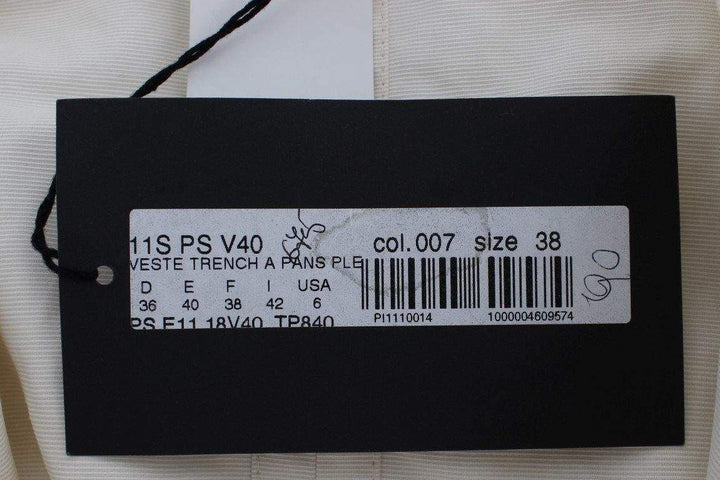 11S PS V40 col.007 size 38
VESTE TRENCH A PANS PLE
D E F I USA
36 40 38 42 6
PS E11 18V40 TP840
PI1110014 1000004609574